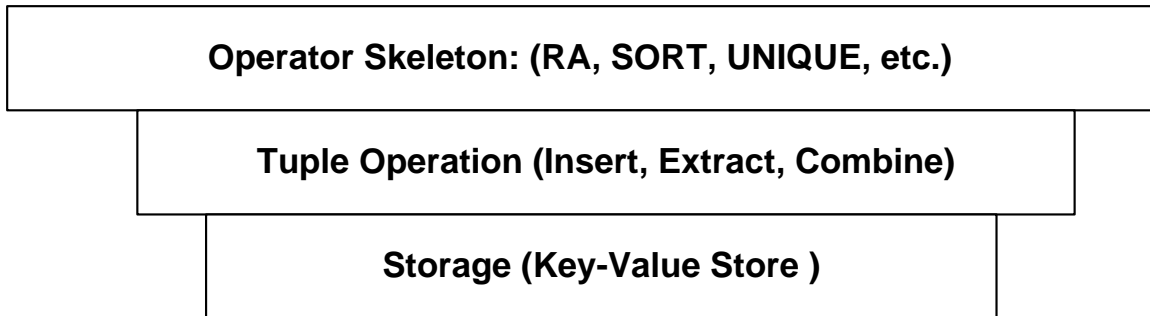 Operator Skeleton: (RA, SORT, UNIQUE, etc.)
Tuple Operation (Insert, Extract, Combine)
Storage (Key-Value Store )